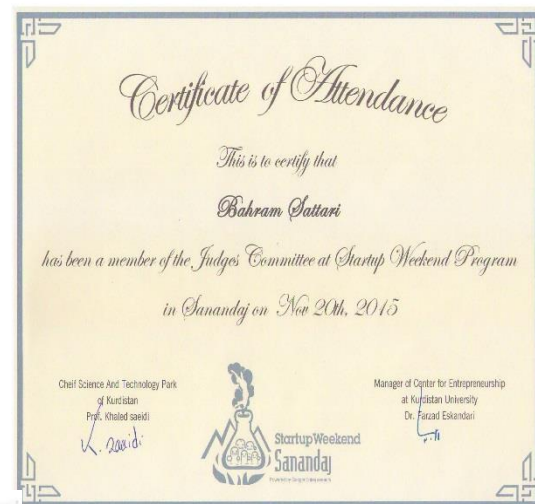 Certificate of Attendance
This is to certify that
Bahram Sattari
has been a member of the Judges Committee at Startup Weekend Program
in Sanandaj on Nov 20th, 2015
Cheif Science And Technology Park
of Kurdistan
Prof. Khaled saeidi
K. saeidi
Manager of Center for Entrepreneurship
at Kurdistan University
Dr. Farzad Eskandari
StartupWeekend
Sanandaj